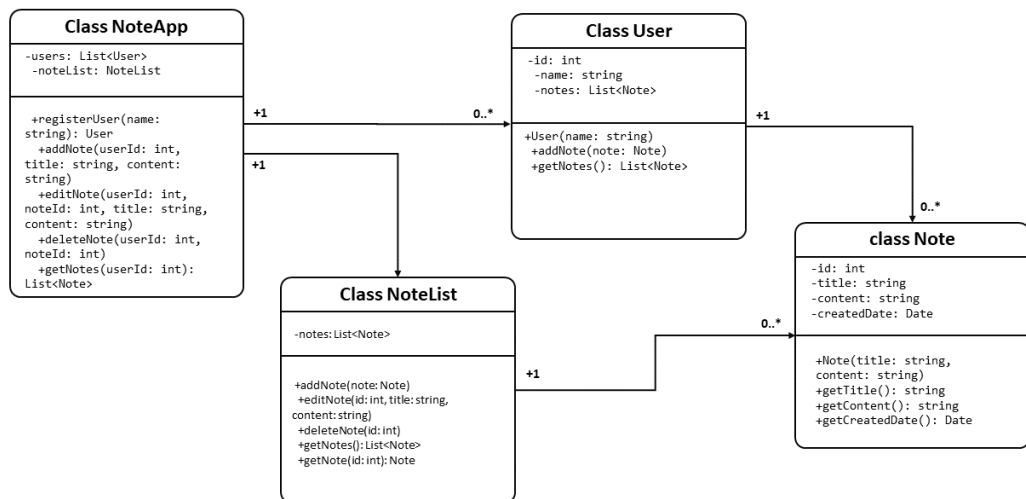 Class NoteApp
-users: List<User>
-noteList: NoteList
+registerUser(name:
string): User
+addNote(userId: int,
title: string, content:
string)
+editNote(userId: int,
noteId: int, title: string,
content: string)
+deleteNote(userId: int,
noteId: int)
+getNotes(userId: int):
List<Note>
+1
0..*
+1
Class User
-id: int
-name: string
-notes: List<Note>
+User(name: string)
+addNote(note: Note)
+getNotes(): List<Note>
+1
0..*
Class NoteList
-notes: List<Note>
+addNote(note: Note)
+editNote(id: int, title: string,
content: string)
+deleteNote(id: int)
+getNotes(): List<Note>
+getNote(id: int): Note
+1
0..*
class Note
-id: int
-title: string
-content: string
-createdDate: Date
+Note(title: string,
content: string)
+getTitle(): string
+getContent(): string
+getCreatedDate(): Date